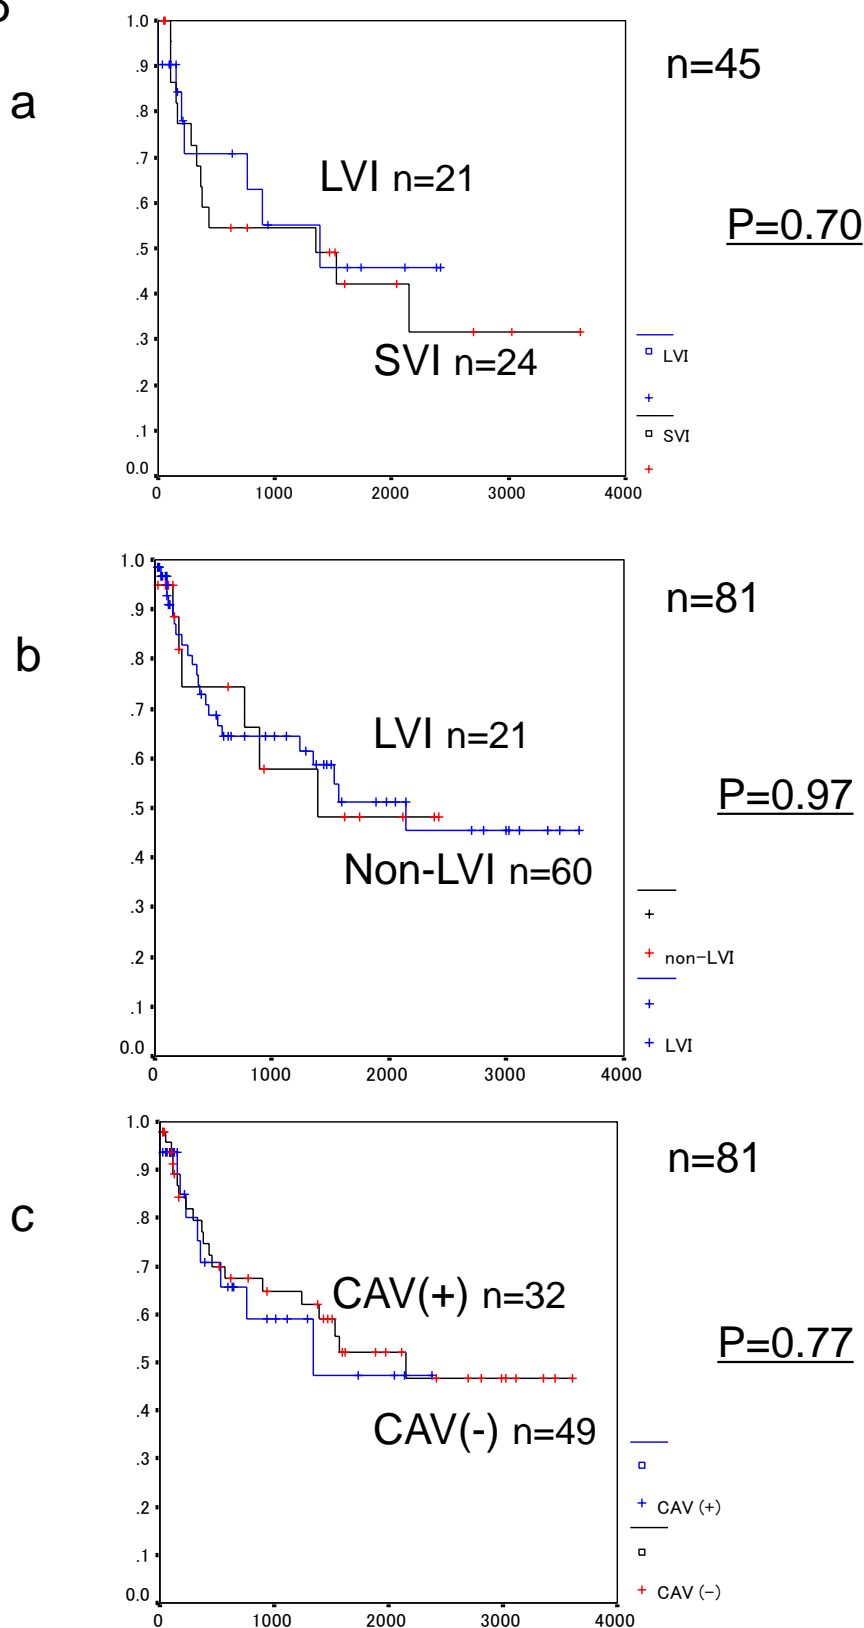 a
n=45
P=0.70
1.0
.9
.8
.7
.6
.5
.4
.3
.2
.1
0.0
LVI n=21
SVI n=24
0 1000 2000 3000 4000
LVI
SVI
b
n=81
P=0.97
1.0
.9
.8
.7
.6
.5
.4
.3
.2
.1
0.0
LVI n=21
Non-LVI n=60
0 1000 2000 3000 4000
non-LVI
LVI
c
n=81
P=0.77
1.0
.9
.8
.7
.6
.5
.4
.3
.2
.1
0.0
CAV(+) n=32
CAV(-) n=49
0 1000 2000 3000 4000
CAV (+)
CAV (-)